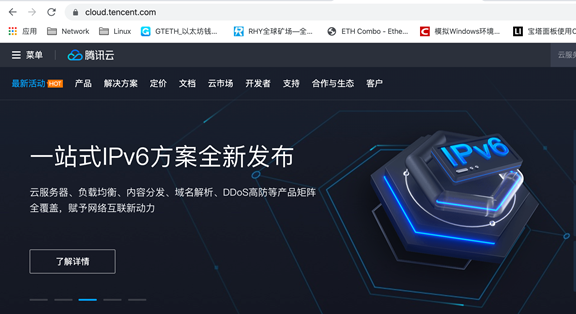 cloud.tencent.com
应用
Network
Linux
GTETH_以太坊钱...
RHY全球矿场—全...
ETH Combo - Ethe...
模拟Windows环境...
宝塔面板使用C
菜单
腾讯云
云服务
最新活动 HOT 产品 解决方案 定价 文档 云市场 开发者 支持 合作与生态 客户
一站式IPv6方案全新发布
云服务器、负载均衡、内容分发、域名解析、DDoS高防等产品矩阵
全覆盖，赋予网络互联新动力
了解详情
IPv6